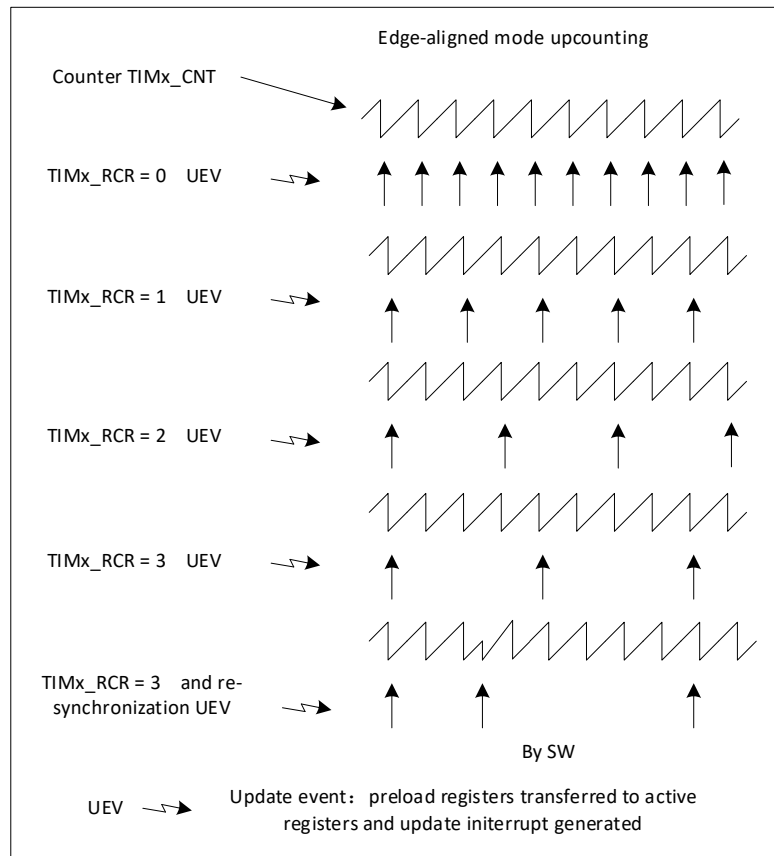 Edge-aligned mode upcounting
Counter TIMx_CNT
TIMx_RCR = 0 UEV
TIMx_RCR = 1 UEV
TIMx_RCR = 2 UEV
TIMx_RCR = 3 UEV
TIMx_RCR = 3 and re-
synchronization UEV
By SW
UEV
Update event：preload registers transferred to active
registers and update initerrupt generated